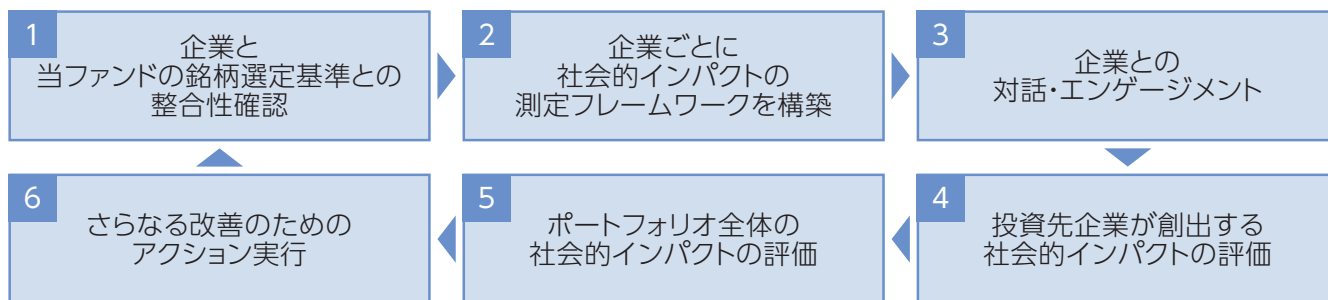 1
企業と
当ファンドの銘柄選定基準との
整合性確認
2
企業ごとに
社会的インパクトの
測定フレームワークを構築
3
企業との
対話・エンゲージメント
4
投資先企業が創出する
社会的インパクトの評価
5
ポートフォリオ全体の
社会的インパクトの評価
6
さらなる改善のための
アクション実行